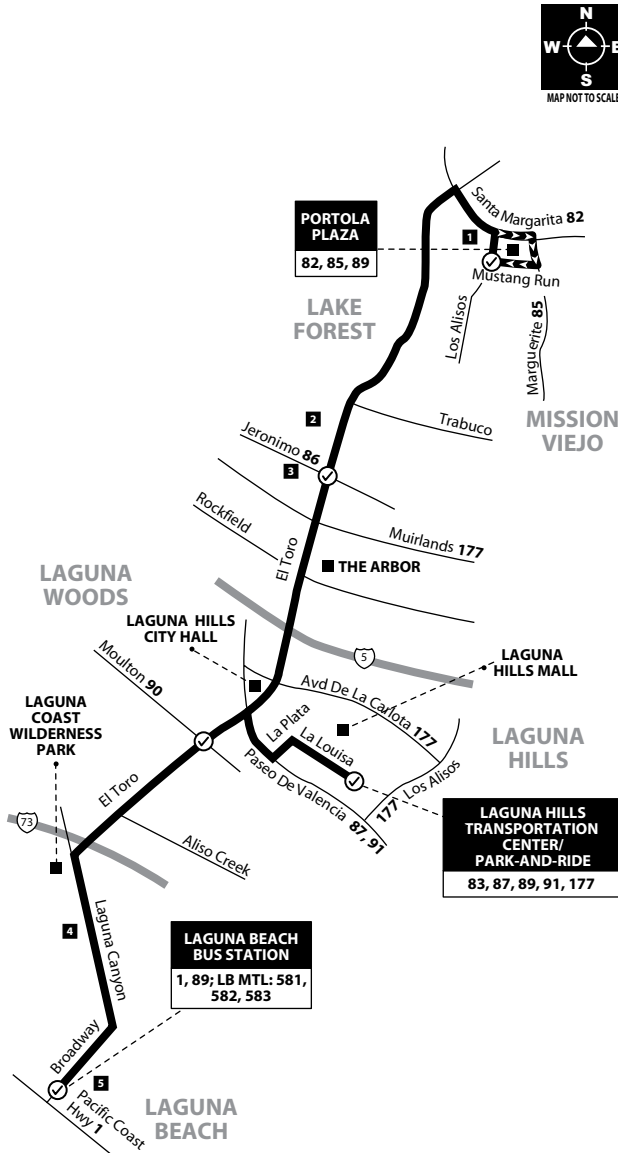 N
W E
S
MAP NOT TO SCALE
Santa Margarita 82
PORTOLA
PLAZA
82, 85, 89
1
Mustang Run
LAKE
FOREST
Los Alisos
Marguerite 85
2
Trabuco
MISSION
VIEJO
Jeronimo 86
3
Rockfield
El Toro
Muirlands 177
THE ARBOR
LAGUNA
WOODS
LAGUNA HILLS
CITY HALL
5
Moulton 90
LAGUNA
HILLS MALL
Avd De La Carlota 177
LAGUNA
COAST
WILDERNESS
PARK
La Plata
La Louisa
LAGUNA
HILLS
Paseo De Valencia 87, 91
177 Los Alisos
El Toro
73
Aliso Creek
LAGUNA HILLS
TRANSPORTATION
CENTER/
PARK-AND-RIDE
83, 87, 89, 91, 177
4
Laguna Canyon
LAGUNA BEACH
BUS STATION
1, 89; LB MTL: 581,
582, 583
Broadway
5
Pacific Coast
Hwy 1
LAGUNA
BEACH